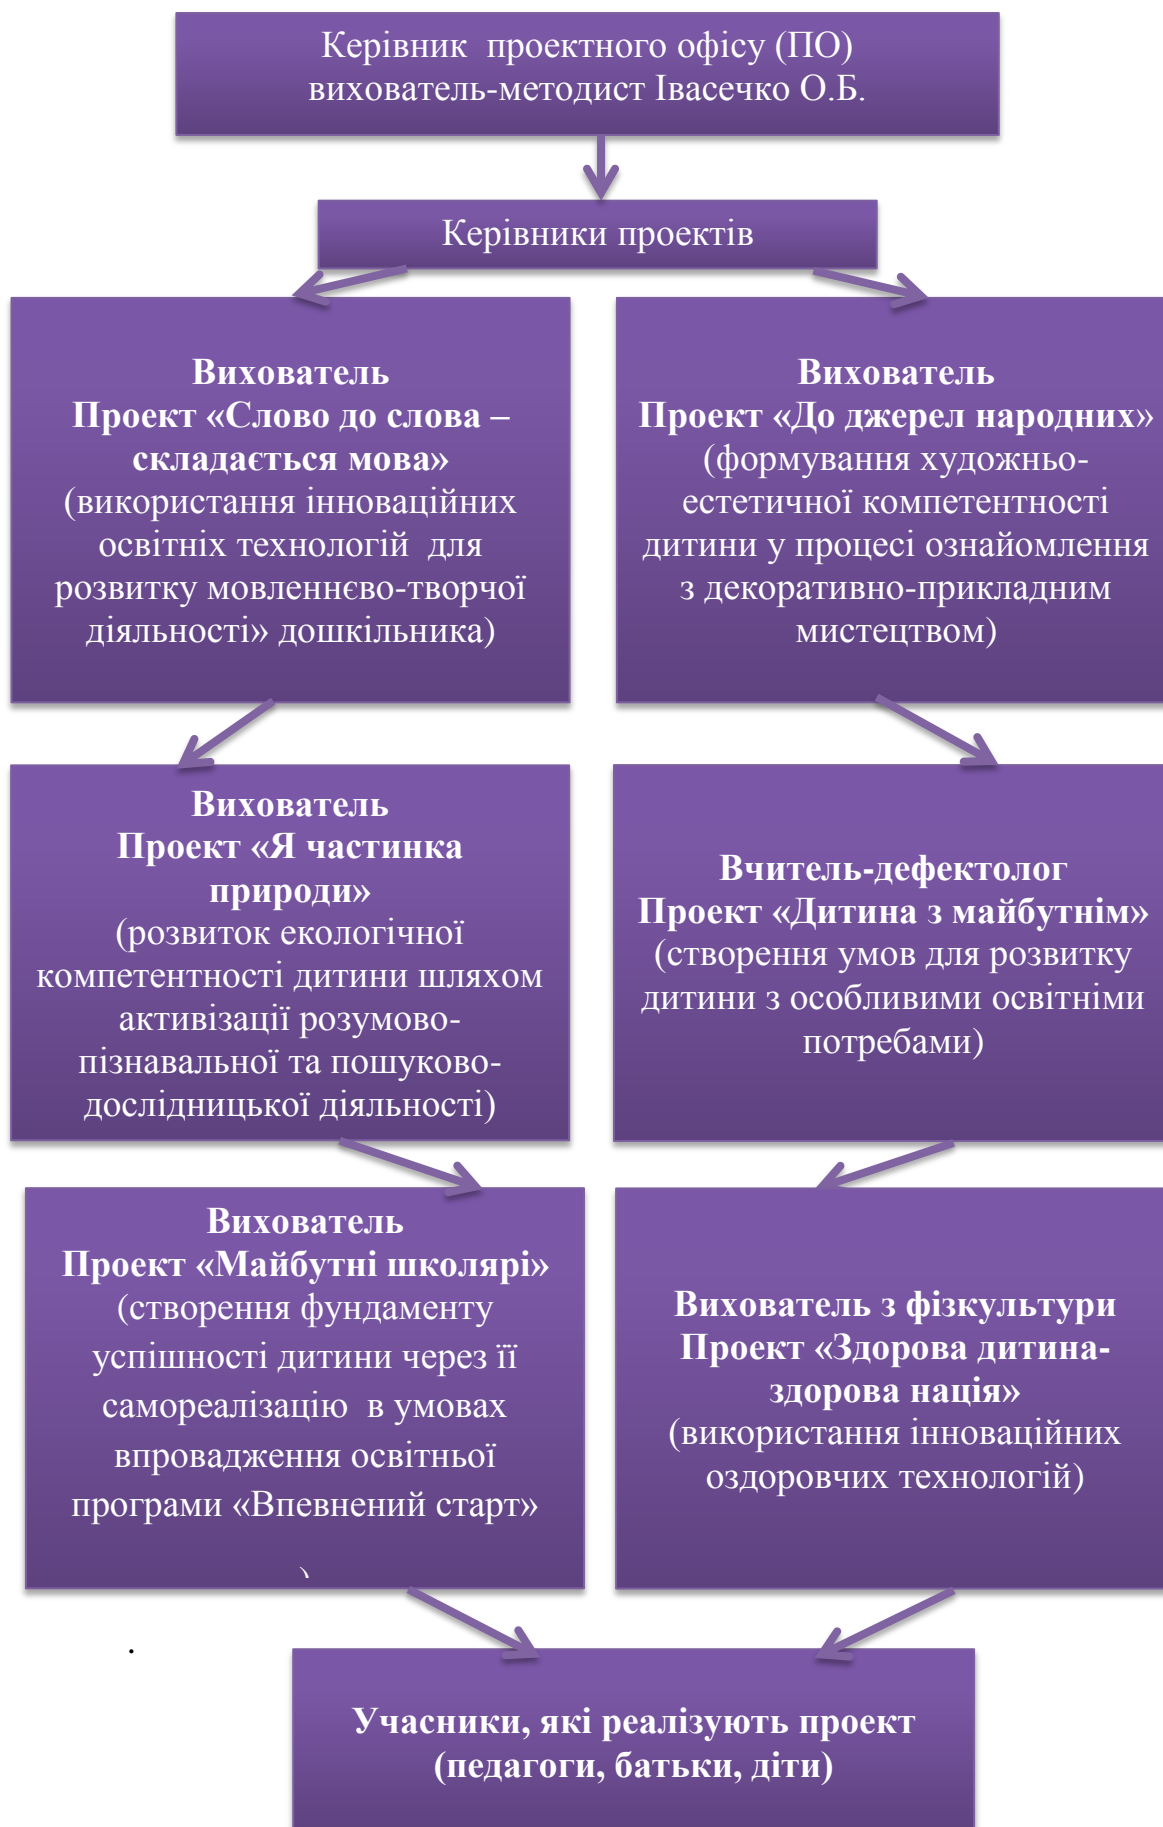 Керівник проектного офісу (ПО)
вихователь-методист Івасечко О.Б.
Керівники проектів
Вихователь
Проект «Слово до слова –
складається мова»
(використання інноваційних
освітніх технологій для
розвитку мовленнєво-творчої
діяльності» дошкільника)
Вихователь
Проект «До джерел народних»
(формування художньо-
естетичної компетентності
дитини у процесі ознайомлення
з декоративно-прикладним
мистецтвом)
Вихователь
Проект «Я частинка
природи»
(розвиток екологічної
компетентності дитини шляхом
активізації розумово-
пізнавальної та пошуково-
дослідницької діяльності)
Вчитель-дефектолог
Проект «Дитина з майбутнім»
(створення умов для розвитку
дитини з особливими освітніми
потребами)
Вихователь
Проект «Майбутні школярі»
(створення фундаменту
успішності дитини через її
самореалізацію в умовах
впровадження освітньої
програми «Впевнений старт»
)
Вихователь з фізкультури
Проект «Здорова дитина-
здорова нація»
(використання інноваційних
оздоровчих технологій)
.
Учасники, які реалізують проект
(педагоги, батьки, діти)